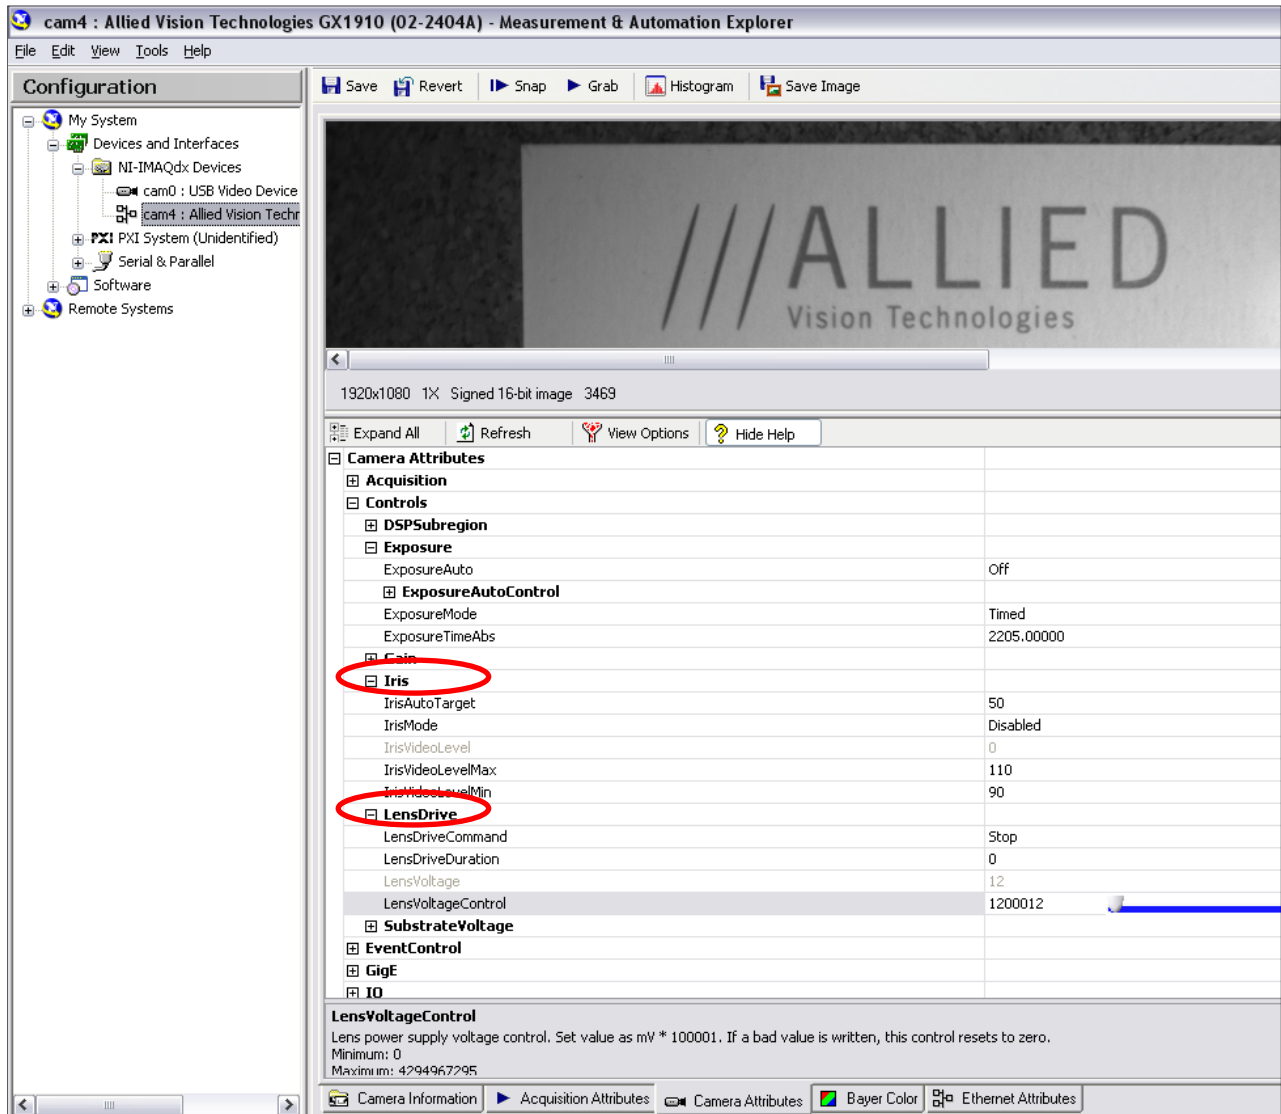 cam4 : Allied Vision Technologies GX1910 (02-2404A) - Measurement & Automation Explorer
File Edit View Tools Help
Configuration
Save Revert Snap Grab Histogram Save Image
My System
Devices and Interfaces
NI-IMAQdx Devices
cam0 : USB Video Device
cam4 : Allied Vision Techr
PXI PXI System (Unidentified)
Serial & Parallel
Software
Remote Systems
///ALLIED
Vision Technologies
1920x1080 1X Signed 16-bit image 3469
Expand All Refresh View Options Hide Help
Camera Attributes
Acquisition
Controls
DSPSubregion
Exposure
ExposureAuto Off
ExposureAutoControl
ExposureMode Timed
ExposureTimeAbs 2205.00000
Gain
Iris
IrisAutoTarget 50
IrisMode Disabled
IrisVideoLevel 0
IrisVideoLevelMax 110
IrisVideoLevelMin 90
LensDrive
LensDriveCommand Stop
LensDriveDuration 0
LensVoltage 12
LensVoltageControl 1200012
SubstrateVoltage
EventControl
GigE
IO
LensVoltageControl
Lens power supply voltage control. Set value as mV * 100001. If a bad value is written, this control resets to zero.
Minimum: 0
Maximum: 4294967295
Camera Information Acquisition Attributes Camera Attributes Bayer Color Ethernet Attributes